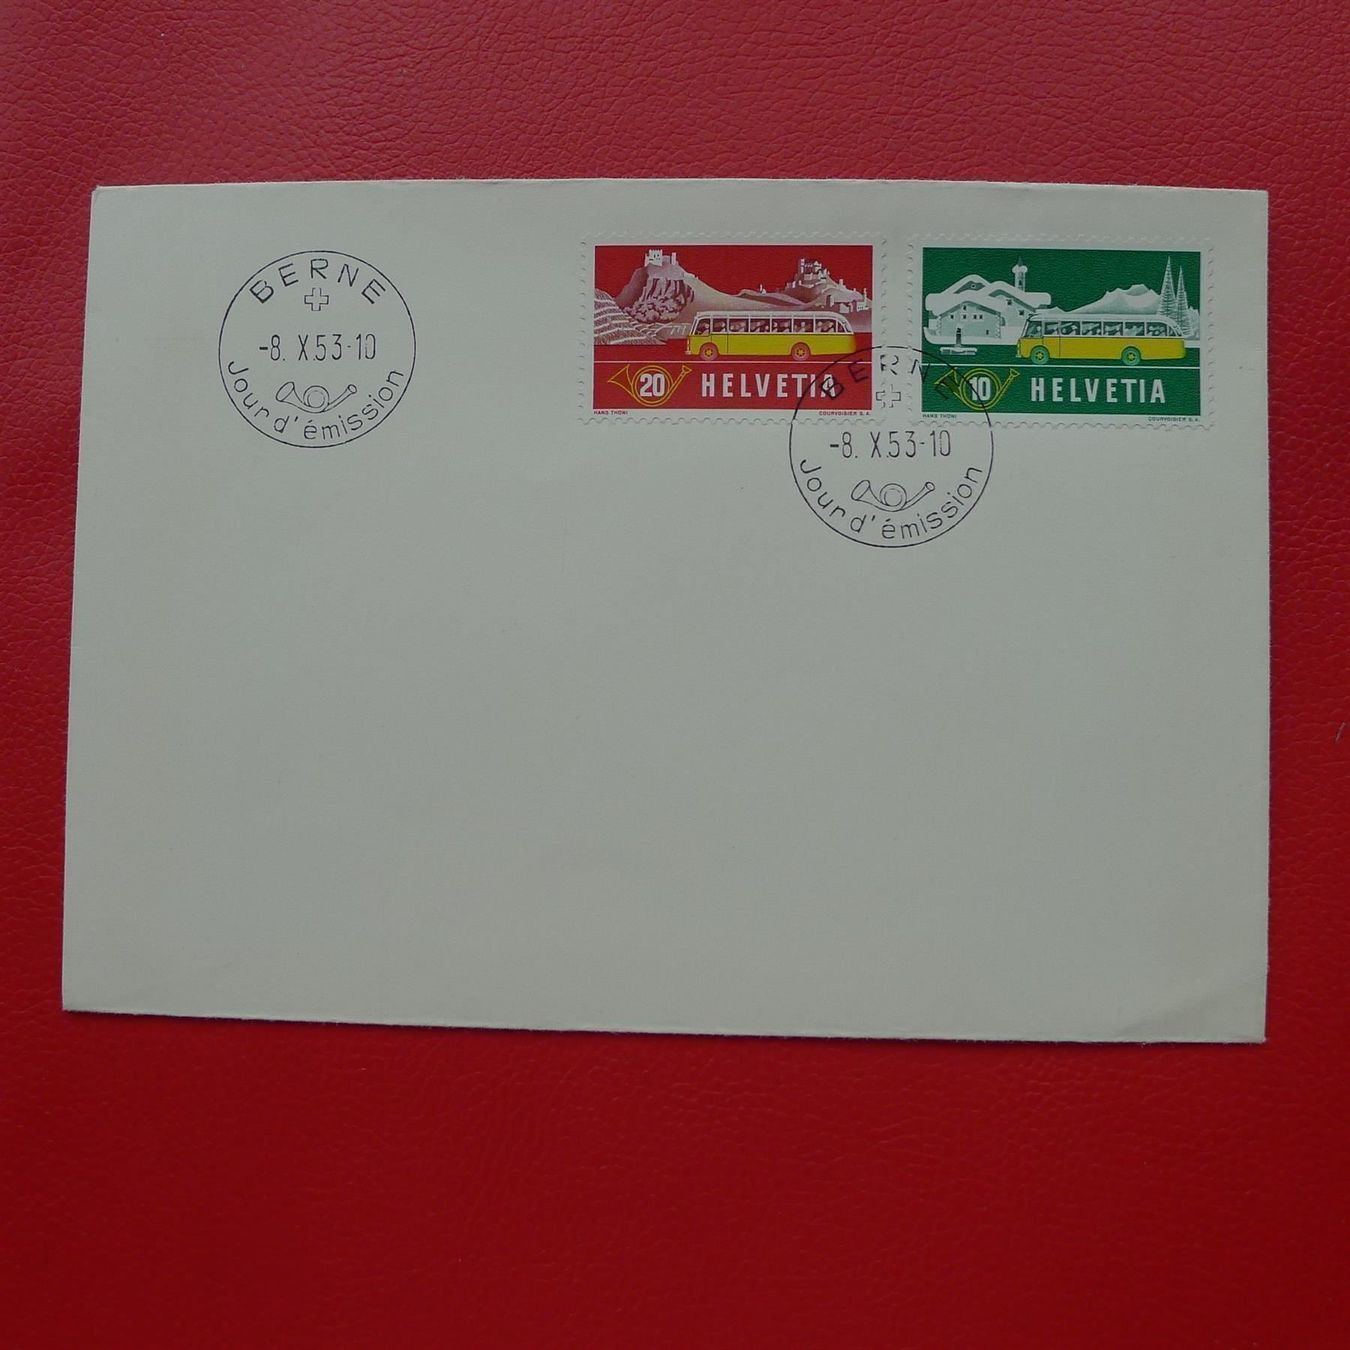 BERNE
-8. X.53-10
Jour d'émission
20 HELVETIA
HANS THÖNI COURVOISIER S.A.
10 HELVETIA
HANS THÖNI COURVOISIER S.A.
BERNE
-8. X.53-10
Jour d'émission